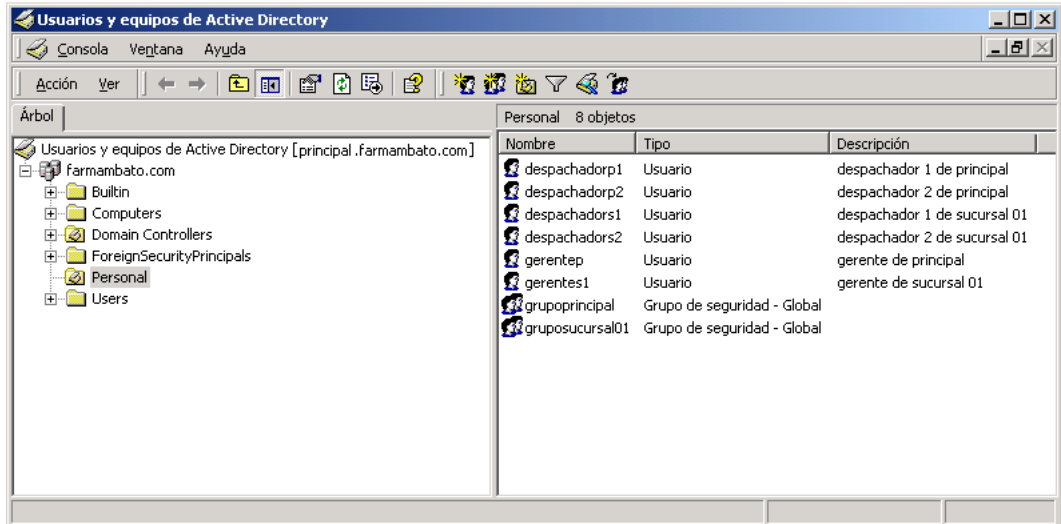 Usuarios y equipos de Active Directory
Consola Ventana Ayuda
Acción Ver
Árbol
Personal 8 objetos
Usuarios y equipos de Active Directory [principal .farmambato.com]
farmambato.com
Builtin
Computers
Domain Controllers
ForeignSecurityPrincipals
Personal
Users
Nombre Tipo Descripción
despachadorp1 Usuario despachador 1 de principal
despachadorp2 Usuario despachador 2 de principal
despachadors1 Usuario despachador 1 de sucursal 01
despachadors2 Usuario despachador 2 de sucursal 01
gerentep Usuario gerente de principal
gerentes1 Usuario gerente de sucursal 01
grupoprincipal Grupo de seguridad - Global
gruposucursal01 Grupo de seguridad - Global